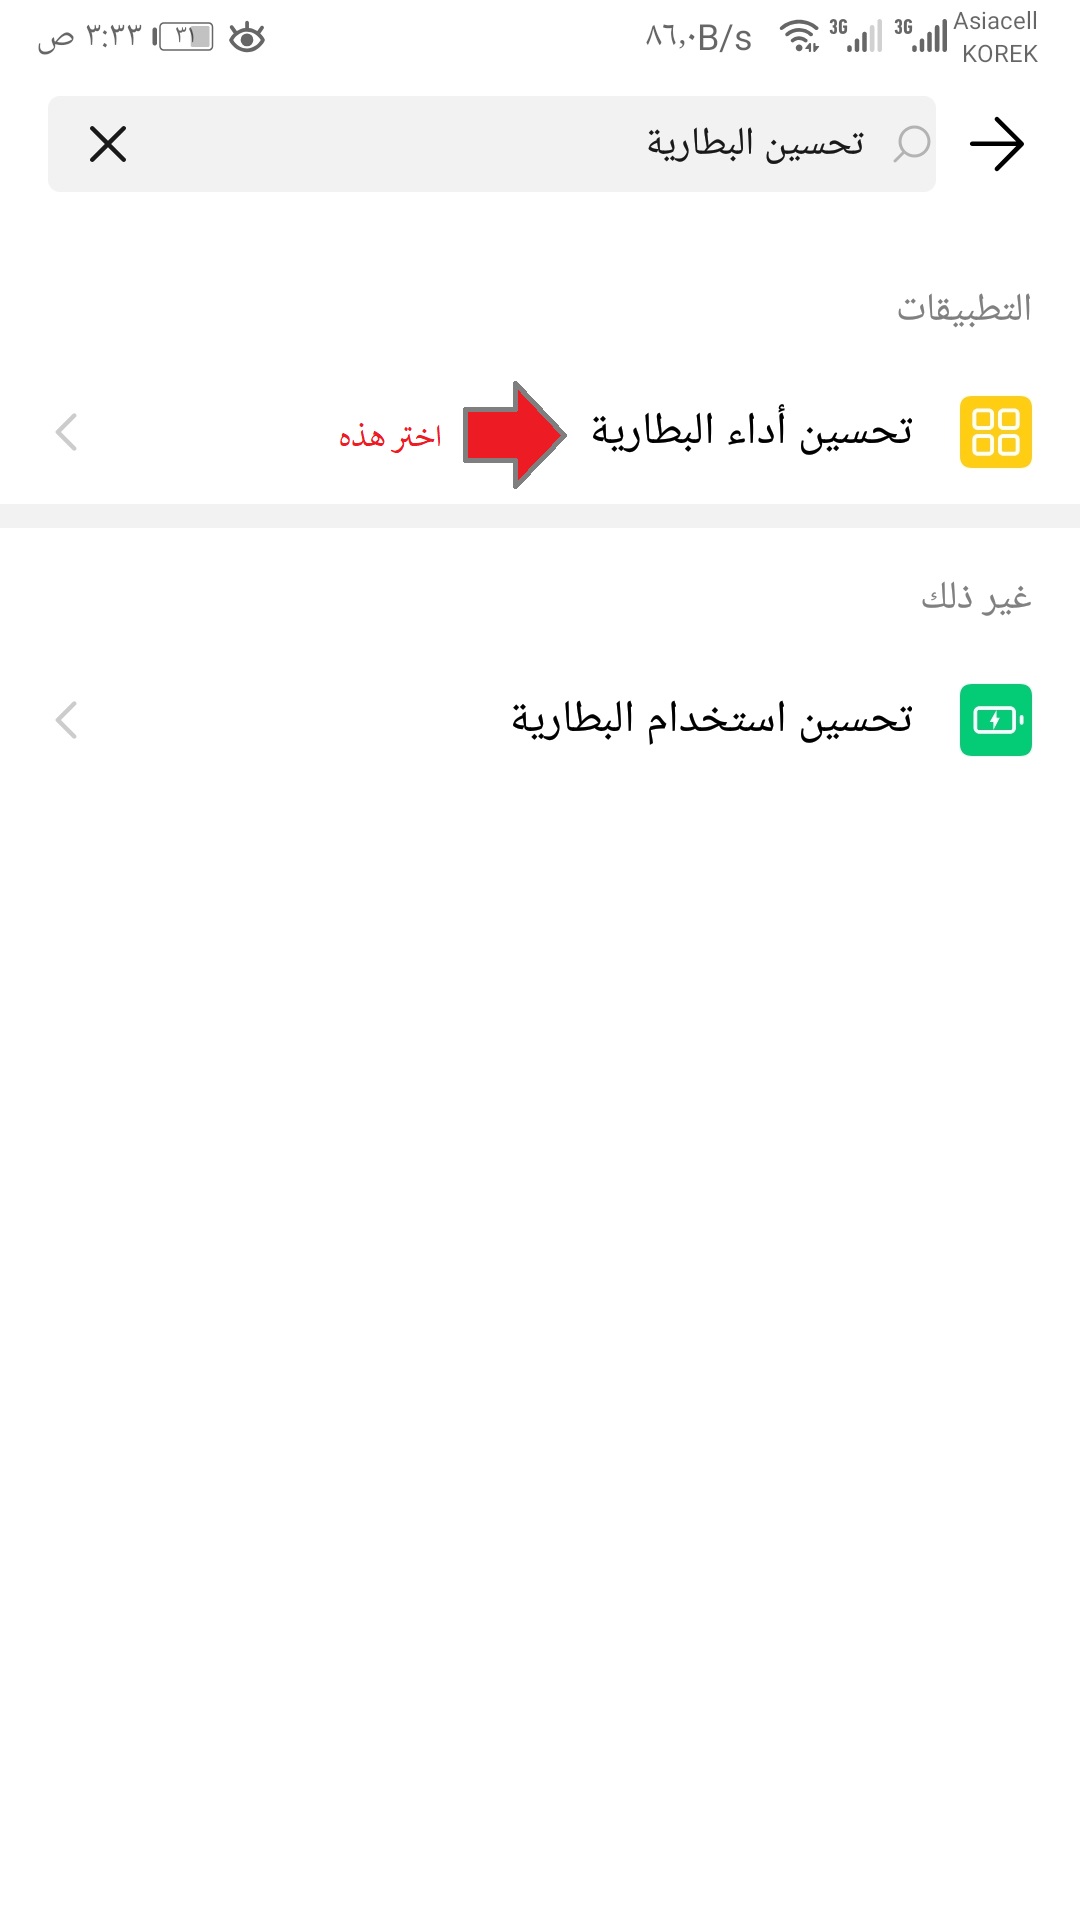 Asiacell
KOREK
3G 3G ٨٦,٠B/s ٣١ ٣:٣٣ ص
تحسين البطارية
التطبيقات
تحسين أداء البطارية اختر هذه
غير ذلك
تحسين استخدام البطارية